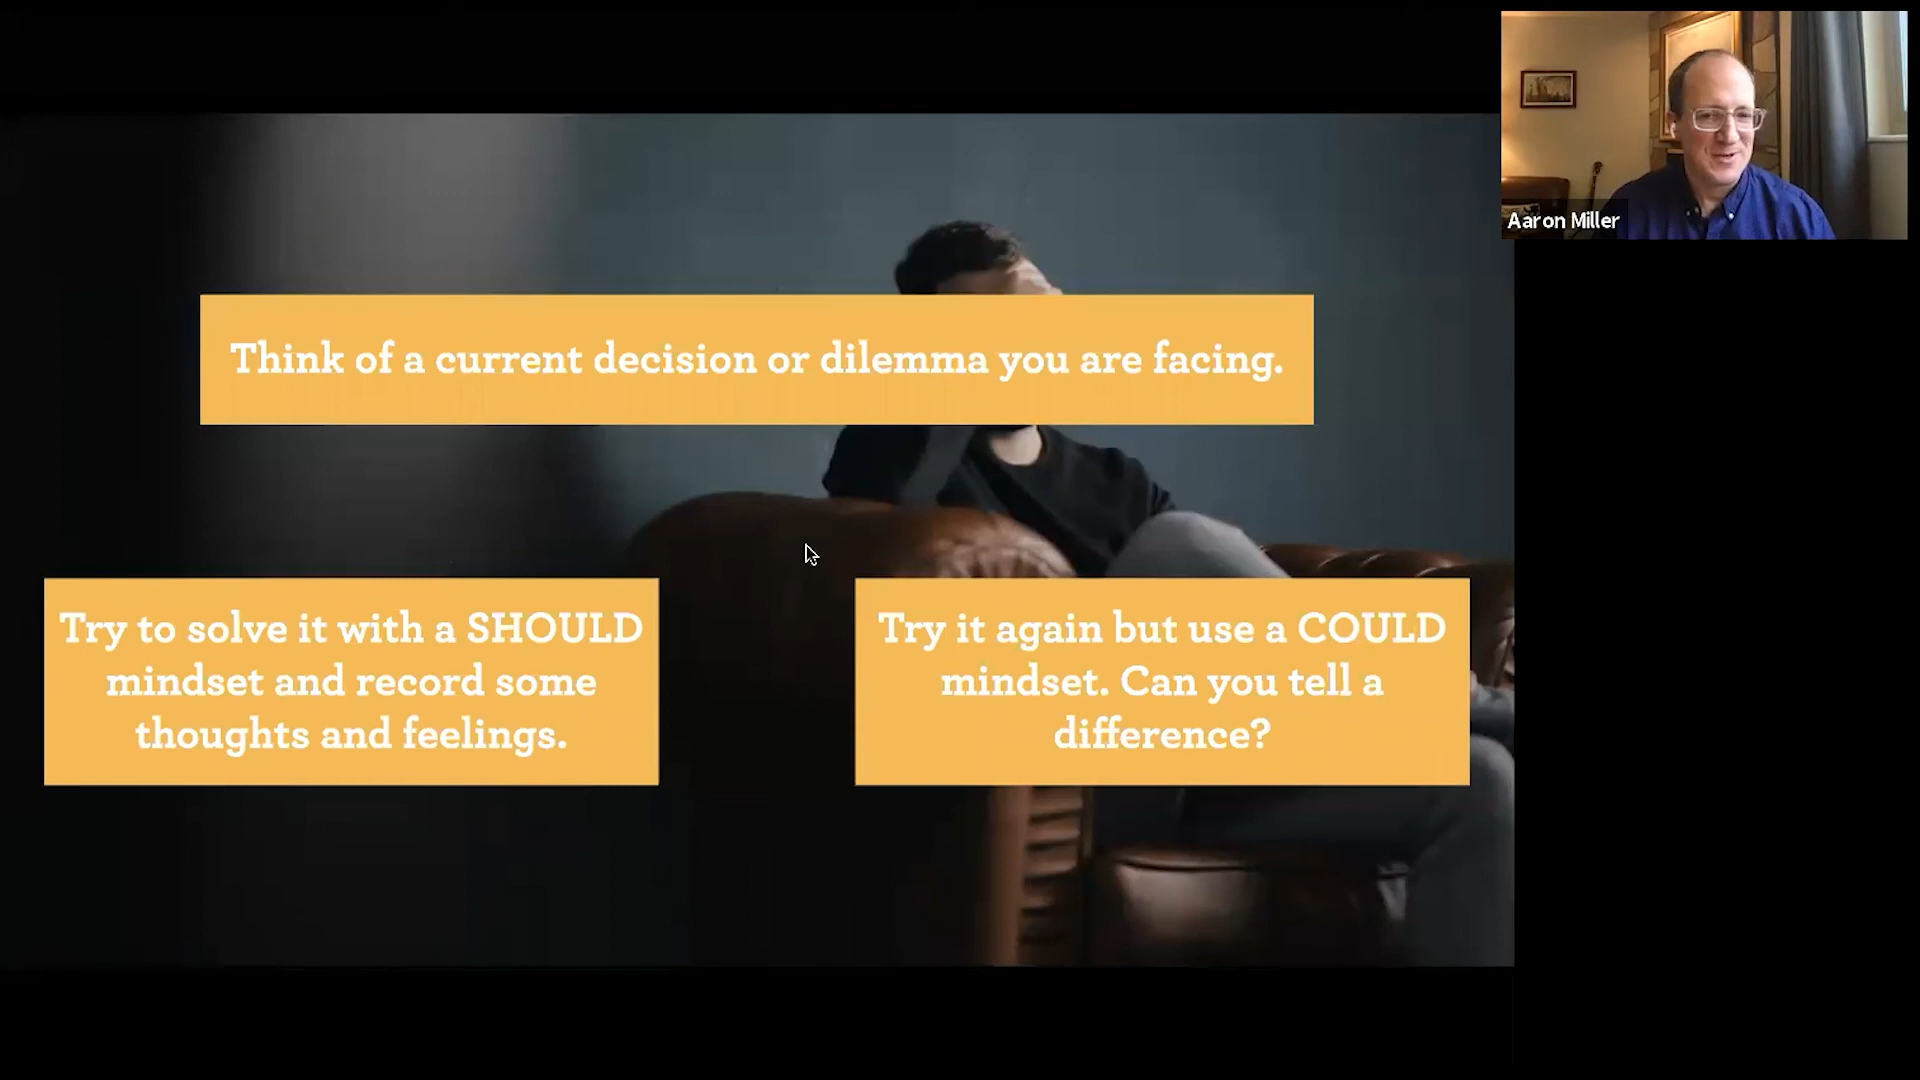 Aaron Miller
Think of a current decision or dilemma you are facing.
Try to solve it with a SHOULD
mindset and record some
thoughts and feelings.
Try it again but use a COULD
mindset. Can you tell a
difference?